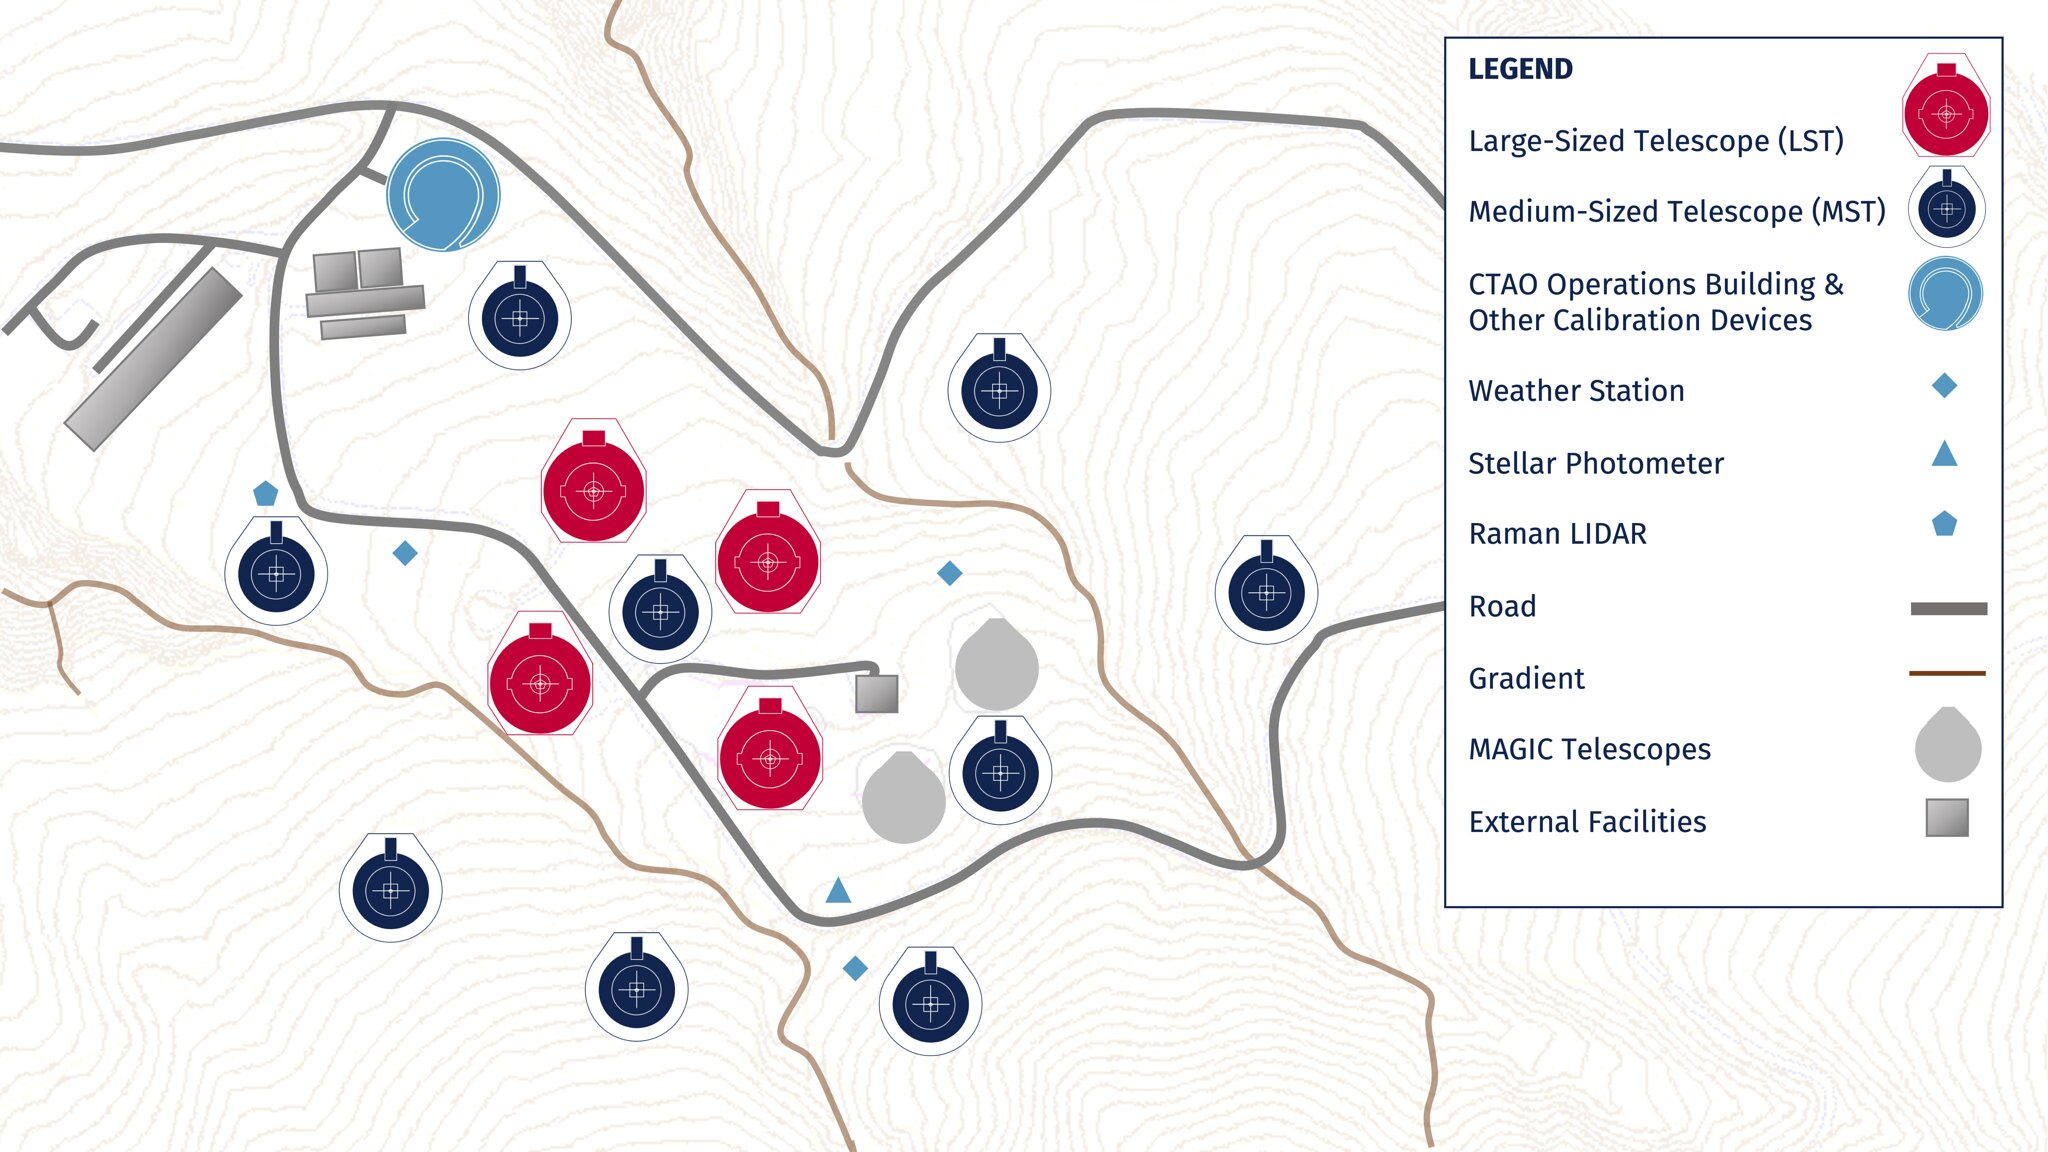 LEGEND
Large-Sized Telescope (LST)
Medium-Sized Telescope (MST)
CTAO Operations Building &
Other Calibration Devices
Weather Station
Stellar Photometer
Raman LIDAR
Road
Gradient
MAGIC Telescopes
External Facilities